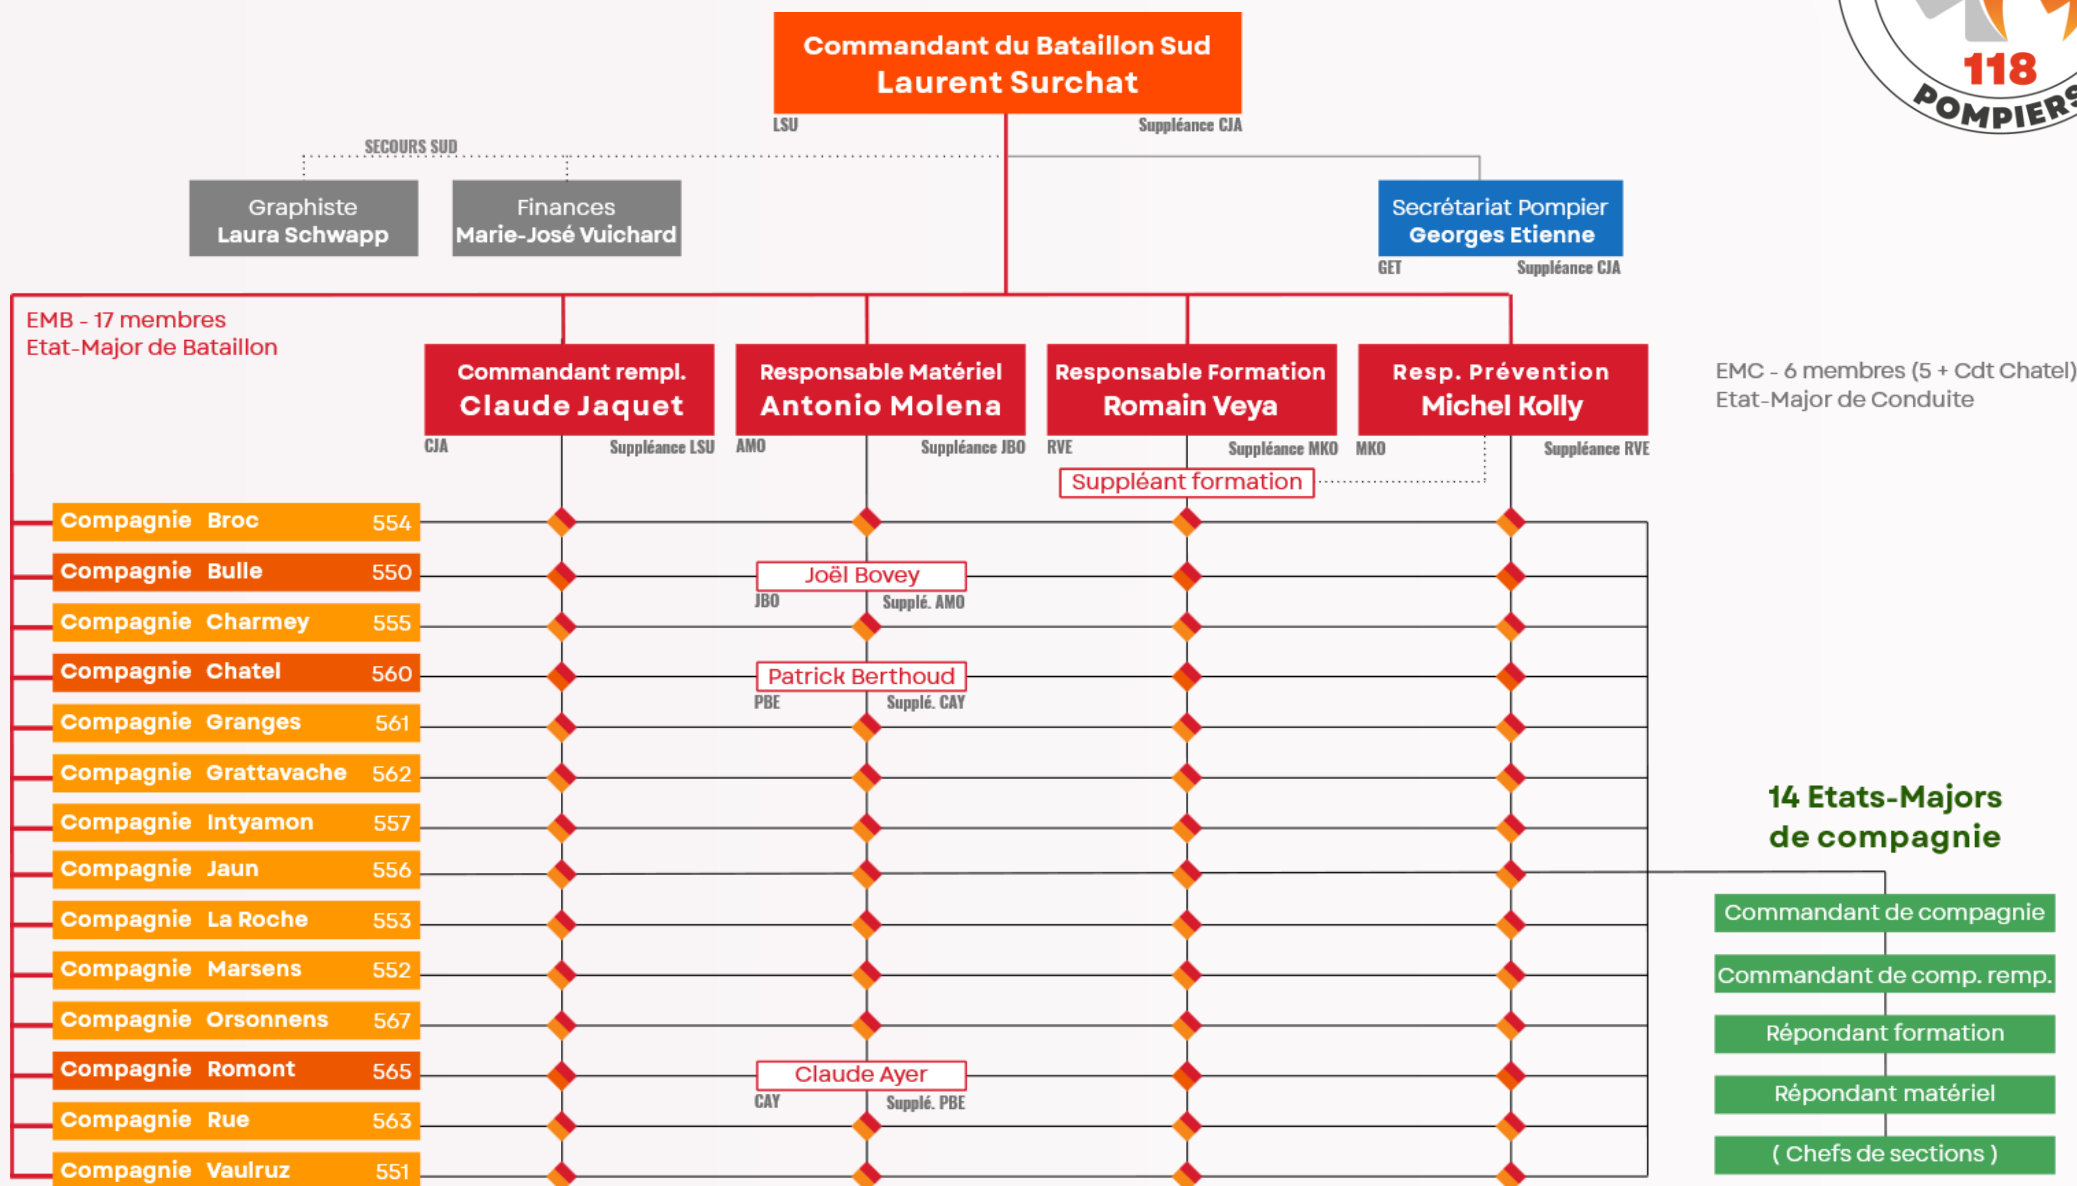 Commandant du Bataillon Sud
Laurent Surchat
LSU Suppléance CJA
118
POMPIERS
SECOURS SUD
Graphiste
Laura Schwapp
Finances
Marie-José Vuichard
Secrétariat Pompier
Georges Etienne
GET Suppléance CJA
EMB - 17 membres
Etat-Major de Bataillon
Commandant rempl.
Claude Jaquet
CJA Suppléance LSU
Responsable Matériel
Antonio Molena
AMO Suppléance JBO
Responsable Formation
Romain Veya
RVE Suppléance MKO
Resp. Prévention
Michel Kolly
MKO Suppléance RVE
EMC - 6 membres (5 + Cdt Chatel)
Etat-Major de Conduite
Suppléant formation
Compagnie Broc 554
Compagnie Bulle 550
Joël Bovey
JBO Supplé. AMO
Compagnie Charmey 555
Compagnie Chatel 560
Patrick Berthoud
PBE Supplé. CAY
Compagnie Granges 561
Compagnie Grattavache 562
Compagnie Intyamon 557
Compagnie Jaun 556
Compagnie La Roche 553
Compagnie Marsens 552
Compagnie Orsonnens 567
Compagnie Romont 565
Claude Ayer
CAY Supplé. PBE
Compagnie Rue 563
Compagnie Vaulruz 551
14 Etats-Majors
de compagnie
Commandant de compagnie
Commandant de comp. remp.
Répondant formation
Répondant matériel
( Chefs de sections )